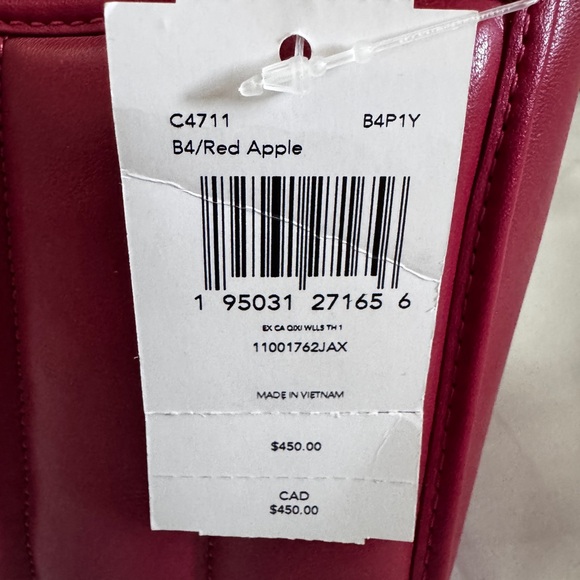 C4711 B4P1Y
B4/Red Apple
1 95031 27165 6
EX CA QIXI WLLS TH 1
11001762JAX
MADE IN VIETNAM
$450.00
CAD
$450.00